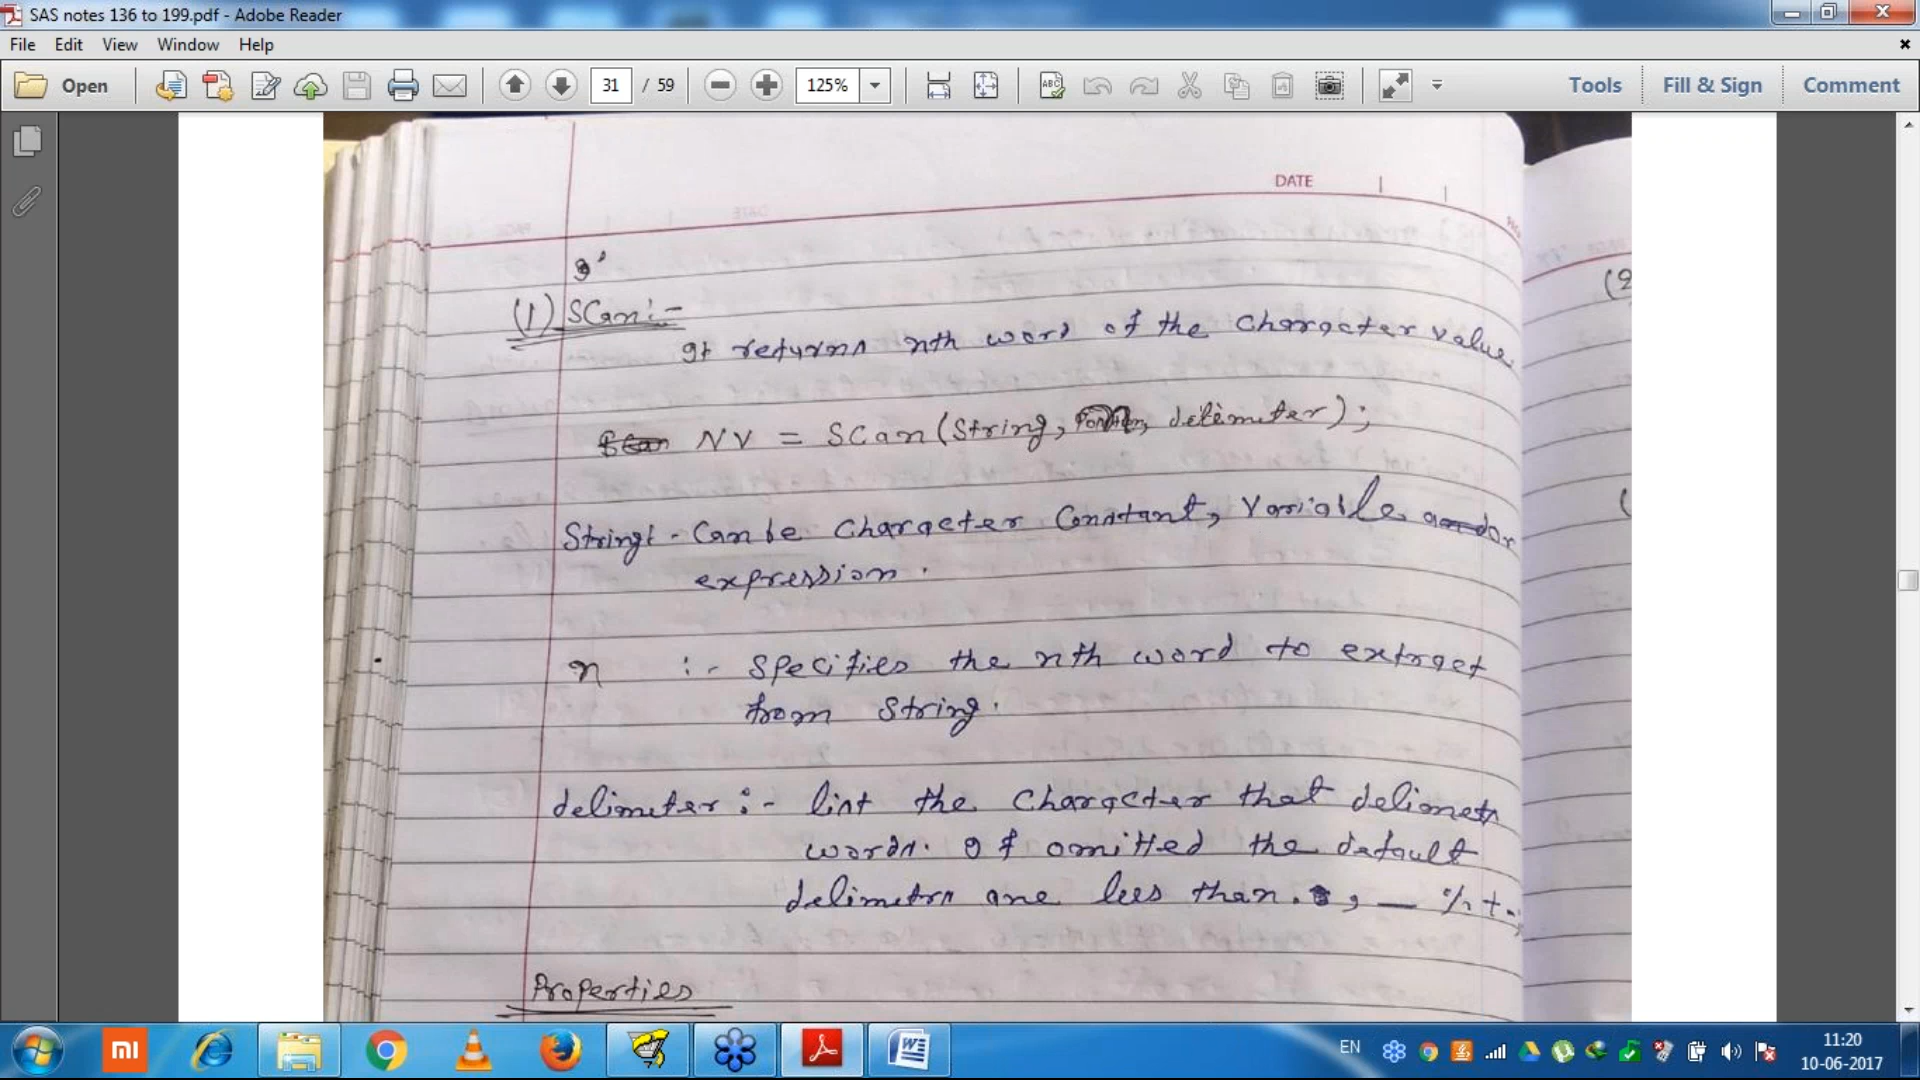 SAS notes 136 to 199.pdf - Adobe Reader
File Edit View Window Help
Open 31 / 59 125% Tools Fill & Sign Comment
DATE
(1) SCan :-
It returns nth word of the Character value
NV = SCan (String, delimeter);
String :- Can be Character Constant, Variable or
expression.
n :- Specifies the nth word to extract
from String.
delimeter :- list the Character that delimets
words. If omitted the default
delimetrs are less than . , — % + -
Properties
EN
11:20
10-06-2017